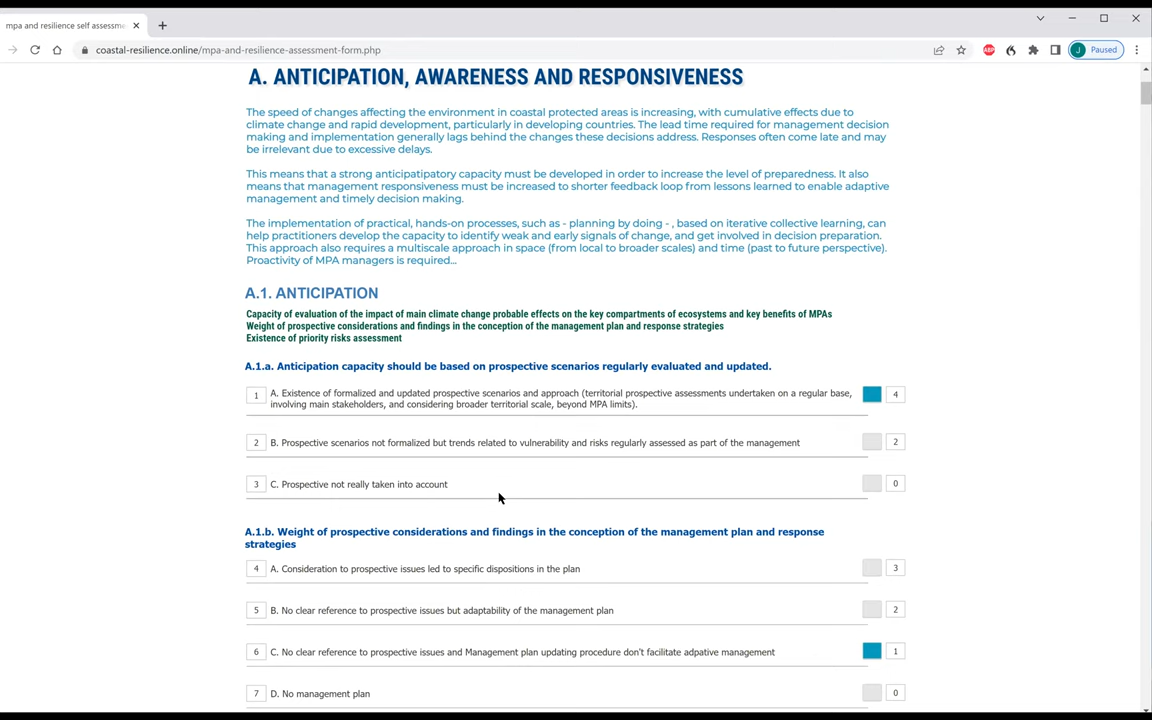 mpa and resilience self assessme
coastal-resilience.online/mpa-and-resilience-assessment-form.php
ABP
J
Paused
A. ANTICIPATION, AWARENESS AND RESPONSIVENESS
The speed of changes affecting the environment in coastal protected areas is increasing, with cumulative effects due to
climate change and rapid development, particularly in developing countries. The lead time required for management decision
making and implementation generally lags behind the changes these decisions address. Responses often come late and may
be irrelevant due to excessive delays.
This means that a strong anticipatipatory capacity must be developed in order to increase the level of preparedness. It also
means that management responsiveness must be increased to shorter feedback loop from lessons learned to enable adaptive
management and timely decision making.
The implementation of practical, hands-on processes, such as - planning by doing - , based on iterative collective learning, can
help practitioners develop the capacity to identify weak and early signals of change, and get involved in decision preparation.
This approach also requires a multiscale approach in space (from local to broader scales) and time (past to future perspective).
Proactivity of MPA managers is required...
A.1. ANTICIPATION
Capacity of evaluation of the impact of main climate change probable effects on the key compartments of ecosystems and key benefits of MPAs
Weight of prospective considerations and findings in the conception of the management plan and response strategies
Existence of priority risks assessment
A.1.a. Anticipation capacity should be based on prospective scenarios regularly evaluated and updated.
1 A. Existence of formalized and updated prospective scenarios and approach (territorial prospective assessments undertaken on a regular base, 4
involving main stakeholders, and considering broader territorial scale, beyond MPA limits).
2 B. Prospective scenarios not formalized but trends related to vulnerability and risks regularly assessed as part of the management 2
3 C. Prospective not really taken into account 0
A.1.b. Weight of prospective considerations and findings in the conception of the management plan and response
strategies
4 A. Consideration to prospective issues led to specific dispositions in the plan 3
5 B. No clear reference to prospective issues but adaptability of the management plan 2
6 C. No clear reference to prospective issues and Management plan updating procedure don't facilitate adpative management 1
7 D. No management plan 0